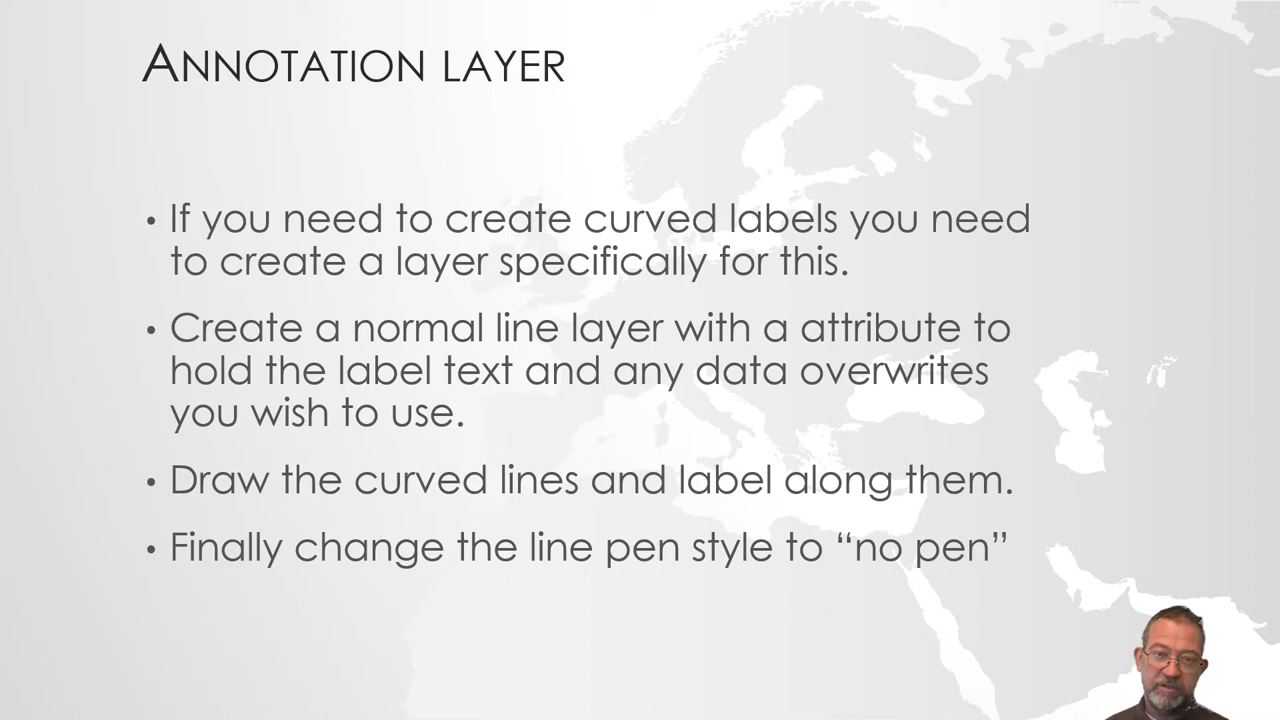 ANNOTATION LAYER
• If you need to create curved labels you need
to create a layer specifically for this.
• Create a normal line layer with a attribute to
hold the label text and any data overwrites
you wish to use.
• Draw the curved lines and label along them.
• Finally change the line pen style to “no pen”